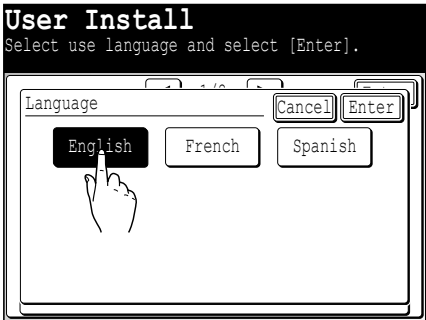 User Install
Select use language and select [Enter].
Language
Cancel
Enter
English
French
Spanish